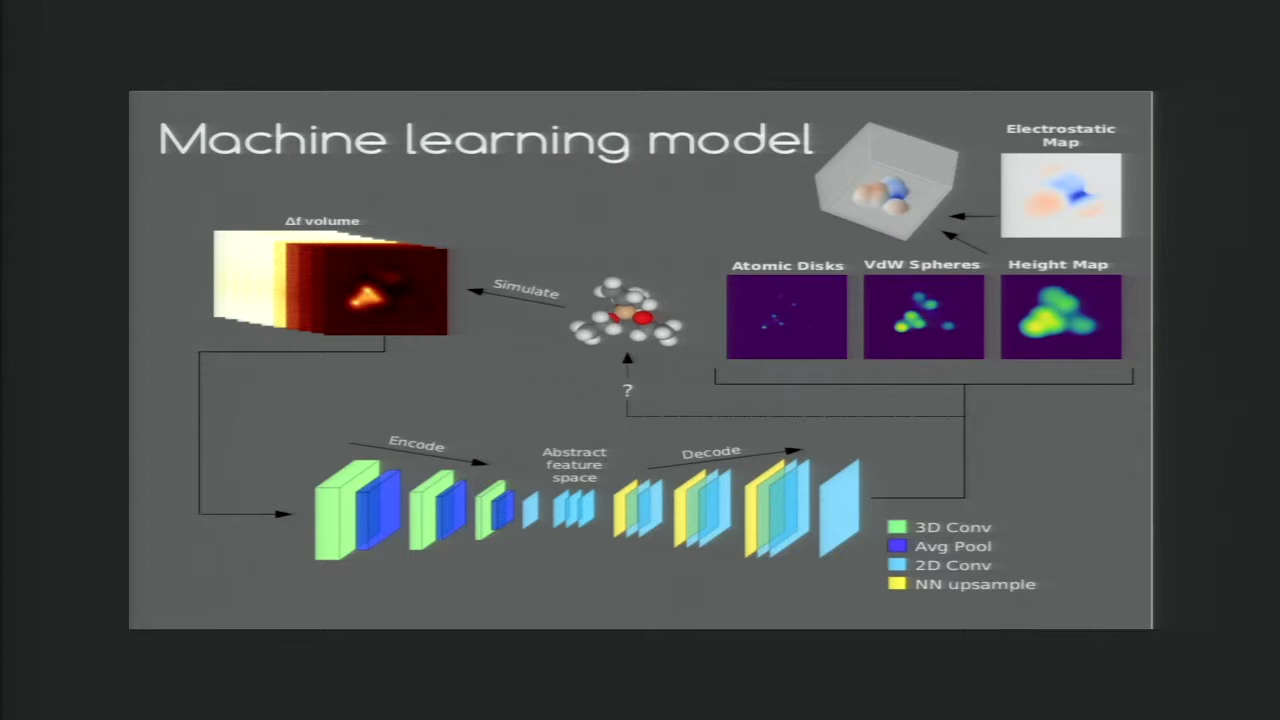 Machine learning model
Electrostatic
Map
Δf volume
Simulate
Atomic Disks
VdW Spheres
Height Map
?
Encode
Abstract
feature
space
Decode
3D Conv
Avg Pool
2D Conv
NN upsample